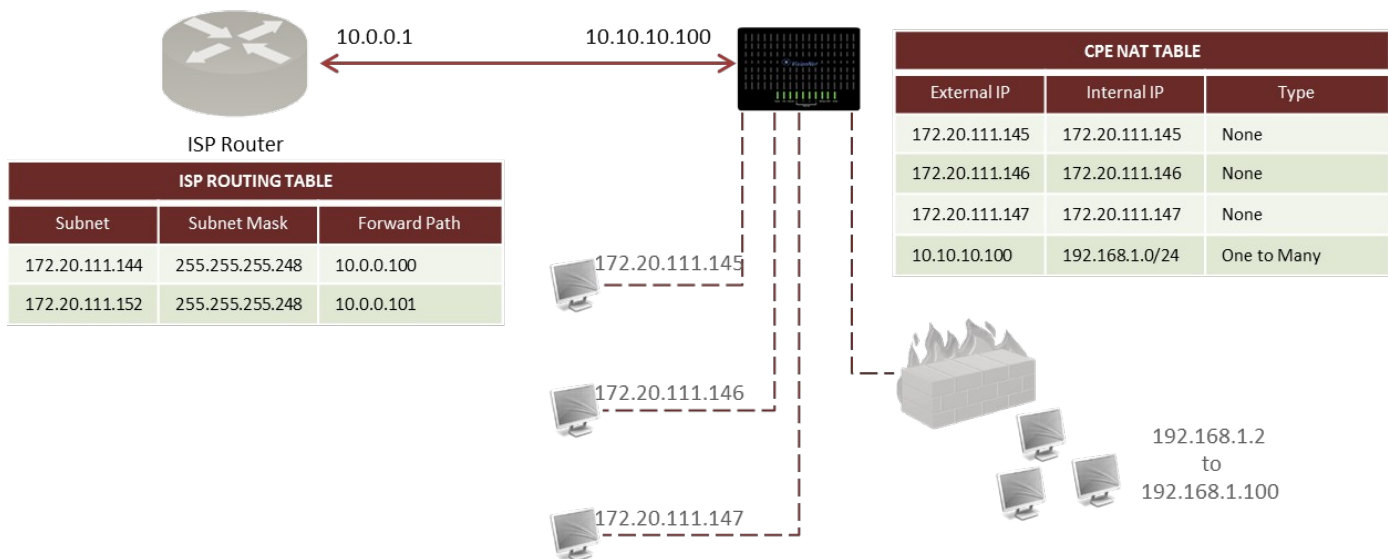 10.0.0.1
10.10.10.100
ISP Router
ISP ROUTING TABLE
Subnet Subnet Mask Forward Path
172.20.111.144 255.255.255.248 10.0.0.100
172.20.111.152 255.255.255.248 10.0.0.101
CPE NAT TABLE
External IP Internal IP Type
172.20.111.145 172.20.111.145 None
172.20.111.146 172.20.111.146 None
172.20.111.147 172.20.111.147 None
10.10.10.100 192.168.1.0/24 One to Many
172.20.111.145
172.20.111.146
172.20.111.147
192.168.1.2
to
192.168.1.100